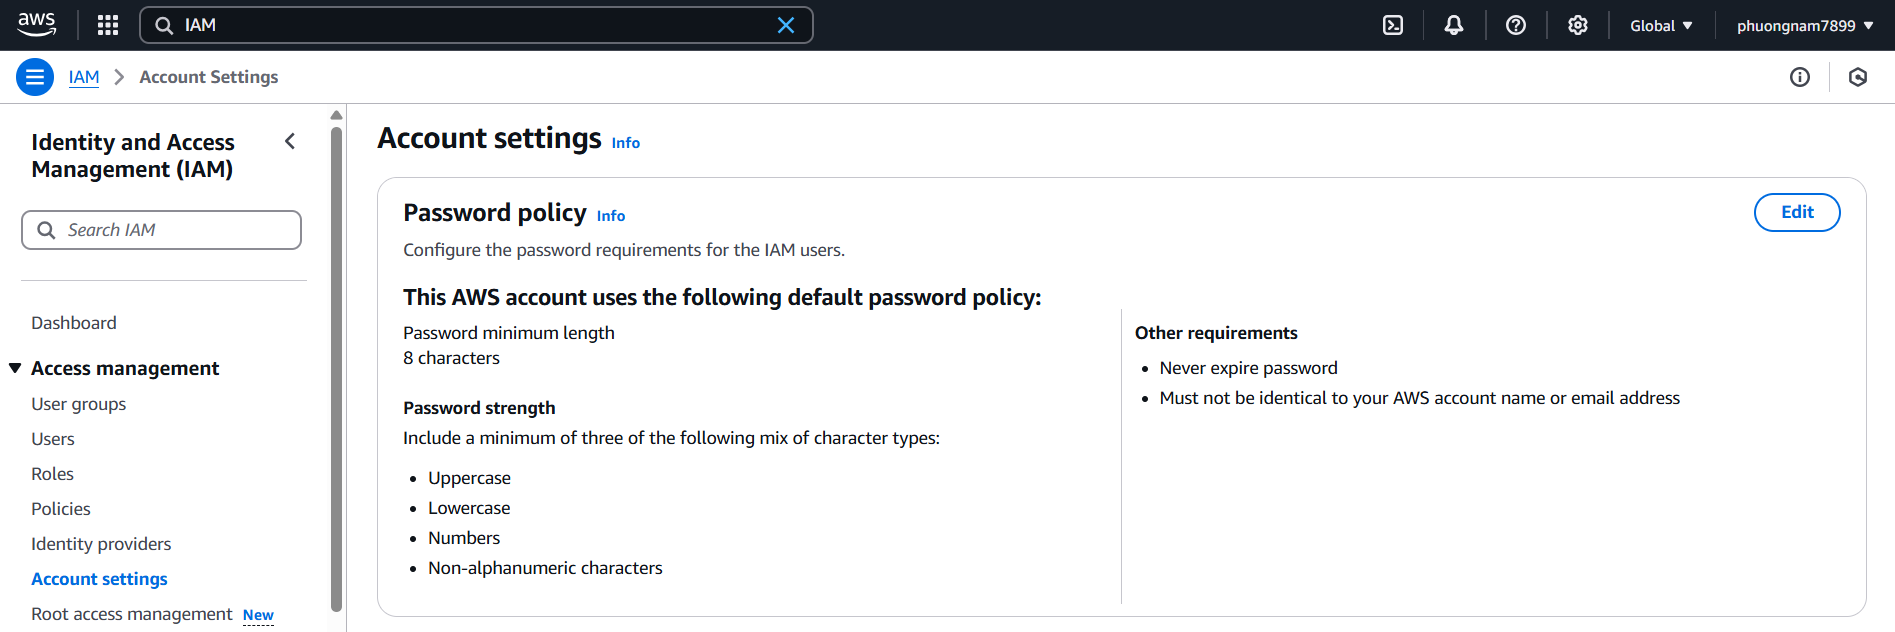 aws
IAM
Global
phuongnam7899
IAM
Account Settings
Identity and Access
Management (IAM)
Search IAM
Dashboard
Access management
User groups
Users
Roles
Policies
Identity providers
Account settings
Root access management New
Account settings Info
Password policy Info
Edit
Configure the password requirements for the IAM users.
This AWS account uses the following default password policy:
Password minimum length
8 characters
Password strength
Include a minimum of three of the following mix of character types:
• Uppercase
• Lowercase
• Numbers
• Non-alphanumeric characters
Other requirements
• Never expire password
• Must not be identical to your AWS account name or email address